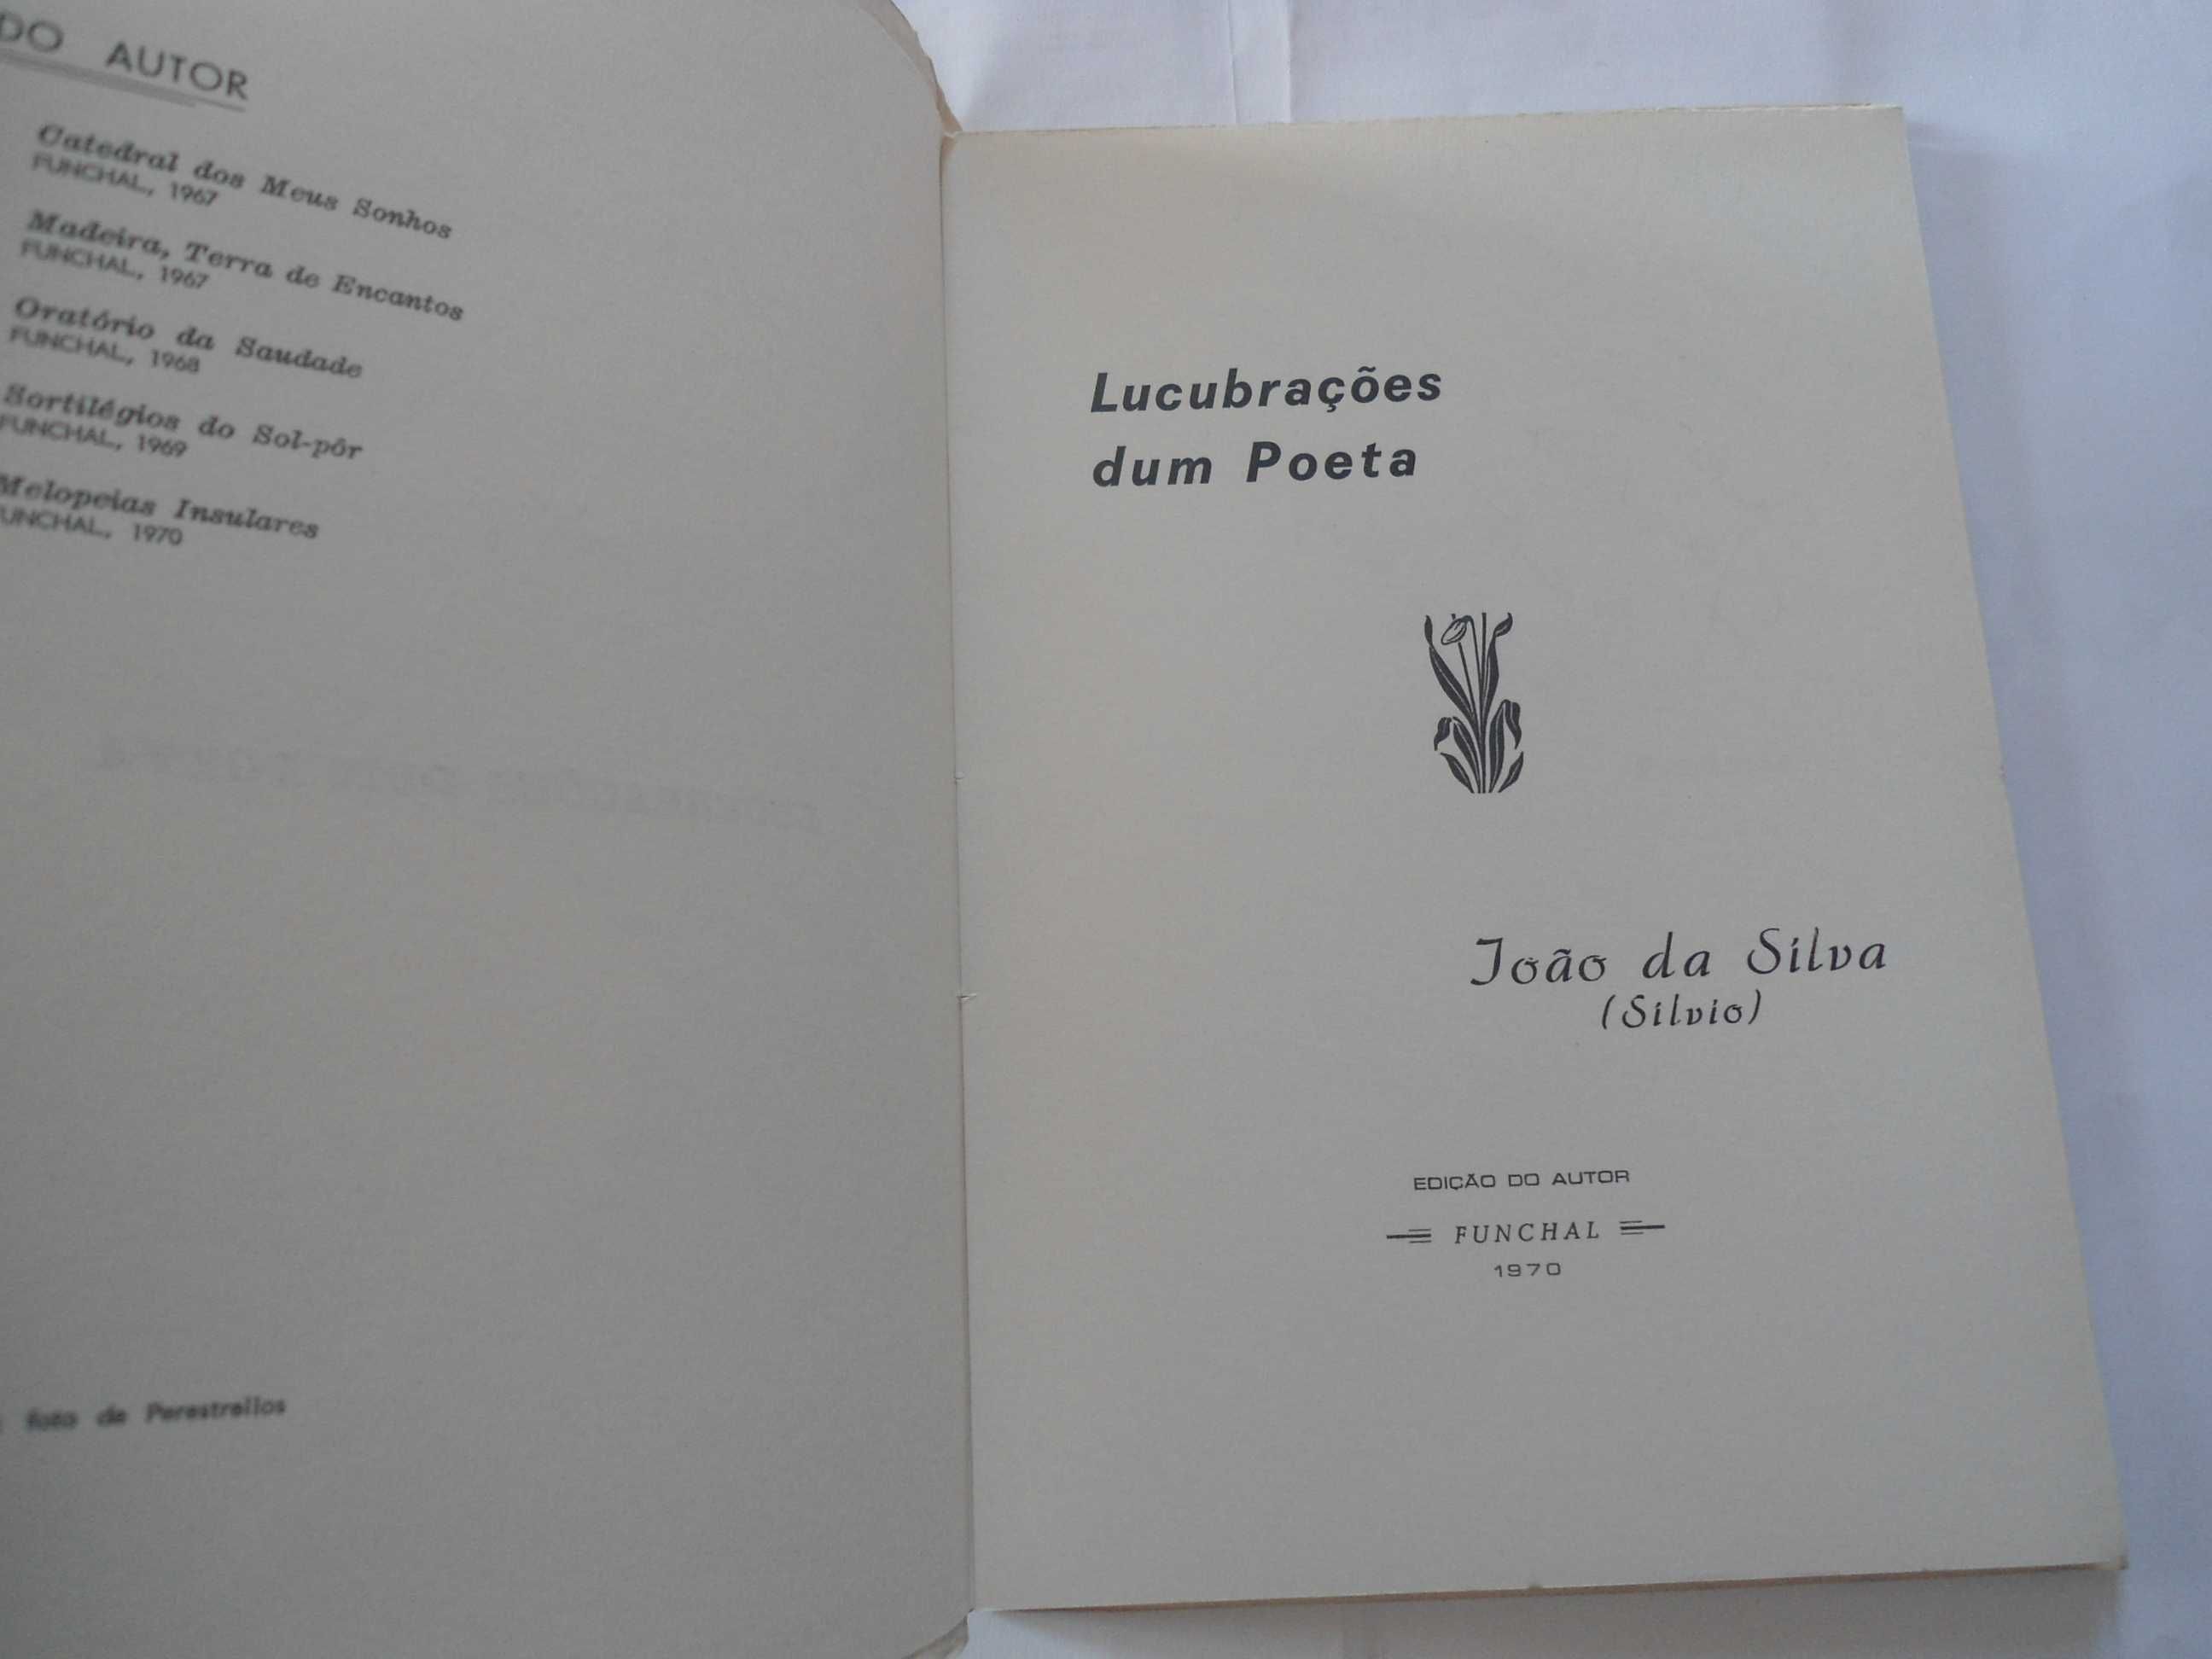 DO AUTOR
Catedral dos Meus Sonhos
FUNCHAL, 1967
Madeira, Terra de Encantos
FUNCHAL, 1967
Oratório da Saudade
FUNCHAL, 1968
Sortilégios do Sol-pôr
FUNCHAL, 1969
Melopeias Insulares
FUNCHAL, 1970
foto de Perestrellos
Lucubrações
dum Poeta
João da Silva
(Sílvio)
EDIÇÃO DO AUTOR
FUNCHAL
1970